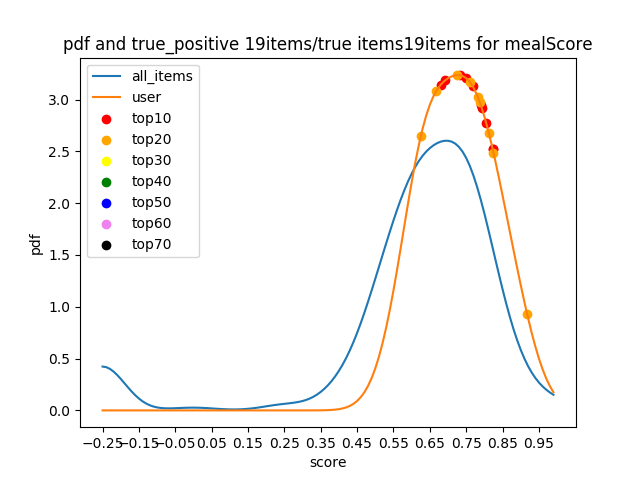 pdf and true_positive 19items/true items19items for mealScore
all_items
user
top10
top20
top30
top40
top50
top60
top70
pdf
3.0
2.5
2.0
1.5
1.0
0.5
0.0
−0.25−0.15−0.05 0.05 0.15 0.25 0.35 0.45 0.55 0.65 0.75 0.85 0.95
score